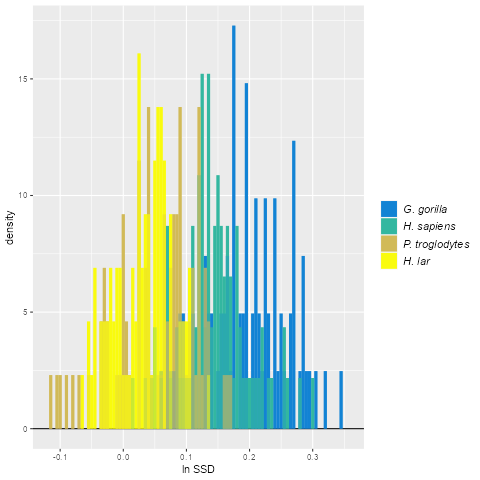 density
15
10
5
0
-0.1 0.0 0.1 0.2 0.3
ln SSD
G. gorilla
H. sapiens
P. troglodytes
H. lar